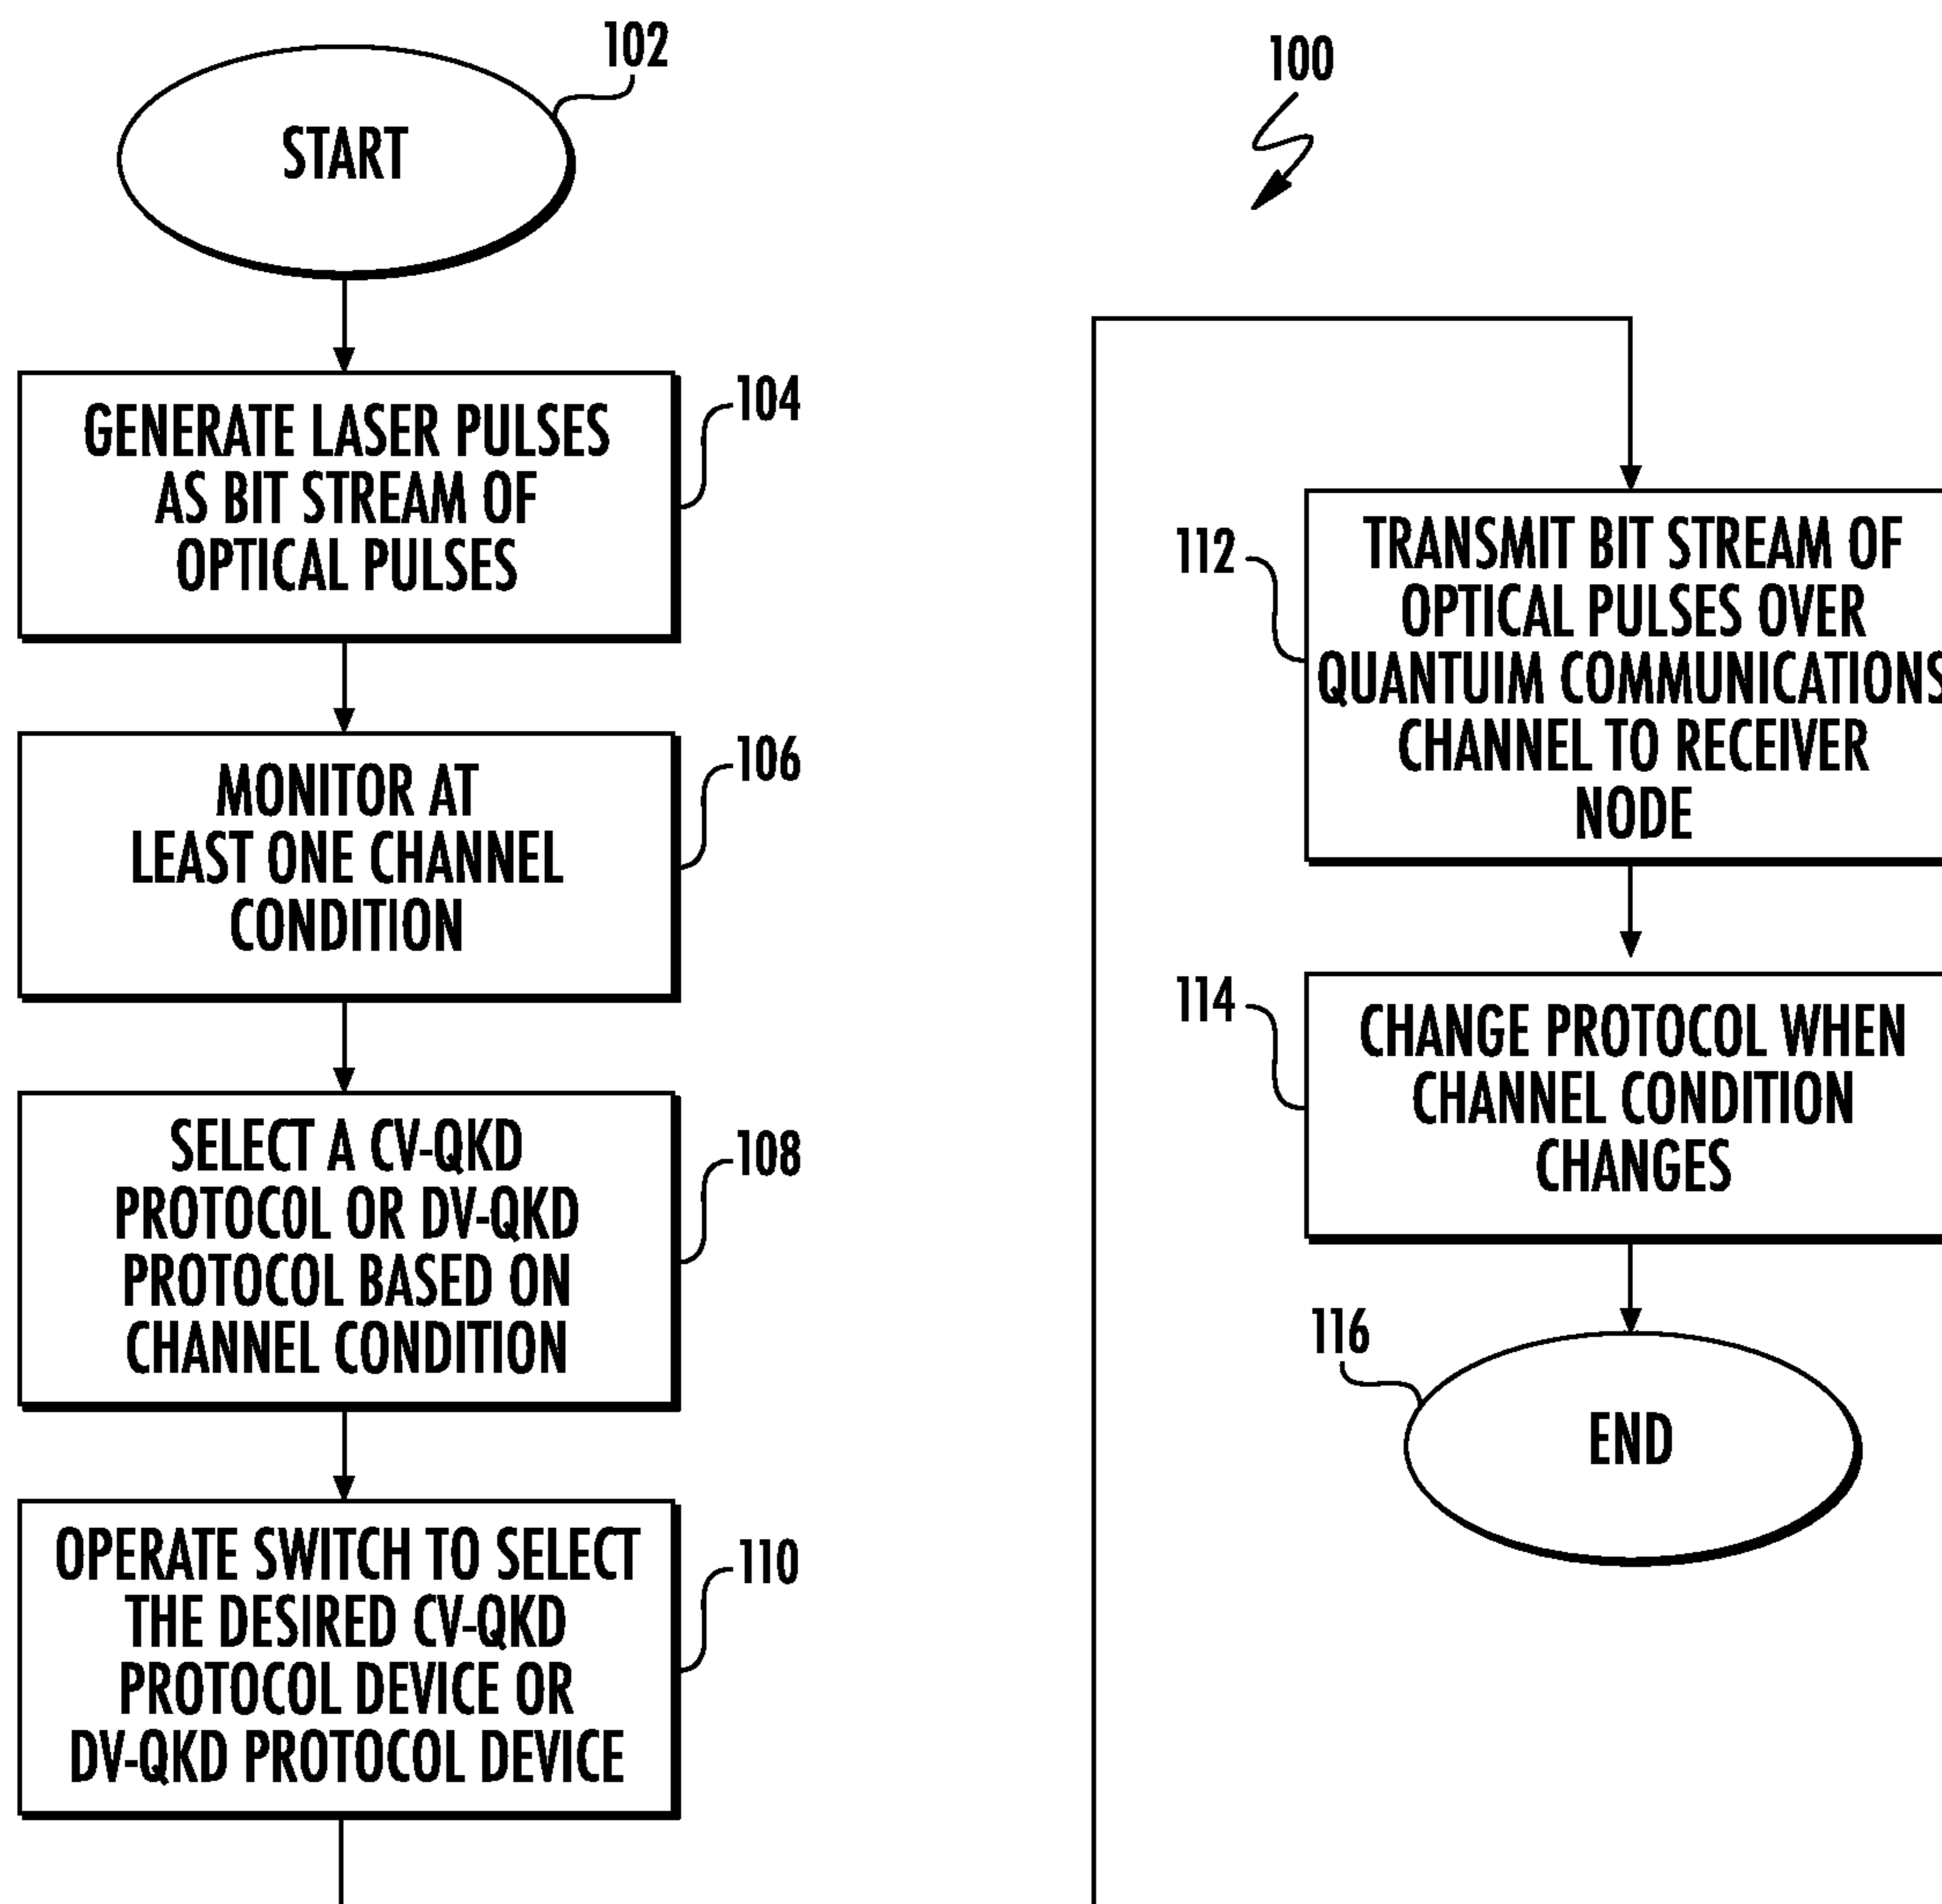 102
START
GENERATE LASER PULSES
AS BIT STREAM OF
OPTICAL PULSES
104
MONITOR AT
LEAST ONE CHANNEL
CONDITION
106
SELECT A CV-QKD
PROTOCOL OR DV-QKD
PROTOCOL BASED ON
CHANNEL CONDITION
108
OPERATE SWITCH TO SELECT
THE DESIRED CV-QKD
PROTOCOL DEVICE OR
DV-QKD PROTOCOL DEVICE
110
100
112
TRANSMIT BIT STREAM OF
OPTICAL PULSES OVER
QUANTUIM COMMUNICATIONS
CHANNEL TO RECEIVER
NODE
114
CHANGE PROTOCOL WHEN
CHANNEL CONDITION
CHANGES
116
END